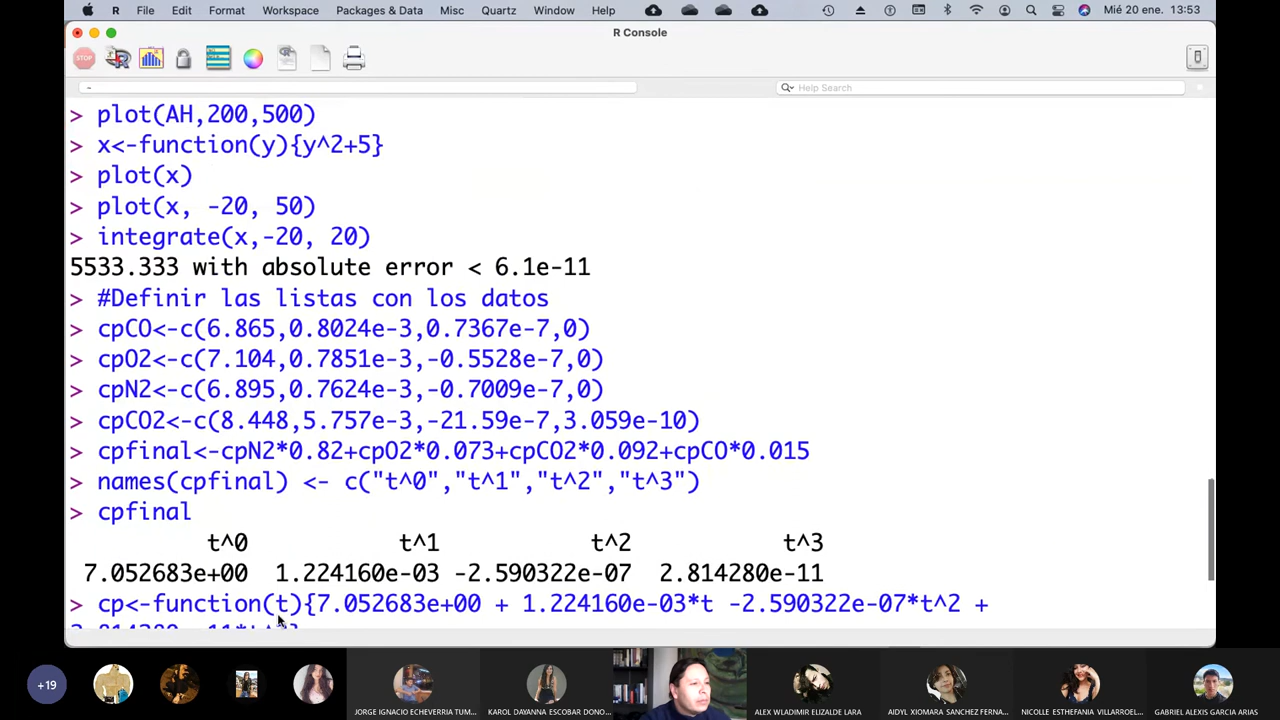 R File Edit Format Workspace Packages & Data Misc Quartz Window Help Mié 20 ene. 13:53
R Console
STOP R
~ Help Search
> plot(AH,200,500)
> x<-function(y){y^2+5}
> plot(x)
> plot(x, -20, 50)
> integrate(x,-20, 20)
5533.333 with absolute error < 6.1e-11
> #Definir las listas con los datos
> cpCO<-c(6.865,0.8024e-3,0.7367e-7,0)
> cpO2<-c(7.104,0.7851e-3,-0.5528e-7,0)
> cpN2<-c(6.895,0.7624e-3,-0.7009e-7,0)
> cpCO2<-c(8.448,5.757e-3,-21.59e-7,3.059e-10)
> cpfinal<-cpN2*0.82+cpO2*0.073+cpCO2*0.092+cpCO*0.015
> names(cpfinal) <- c("t^0","t^1","t^2","t^3")
> cpfinal
t^0 t^1 t^2 t^3
7.052683e+00 1.224160e-03 -2.590322e-07 2.814280e-11
> cp<-function(t){7.052683e+00 + 1.224160e-03*t -2.590322e-07*t^2 +
+19
JORGE IGNACIO ECHEVERRIA TUM... KAROL DAYANNA ESCOBAR DONO... ALEX WLADIMIR ELIZALDE LARA AIDYL XIOMARA SANCHEZ FERNA... NICOLLE ESTHEFANIA VILLARROEL... GABRIEL ALEXIS GARCIA ARIAS